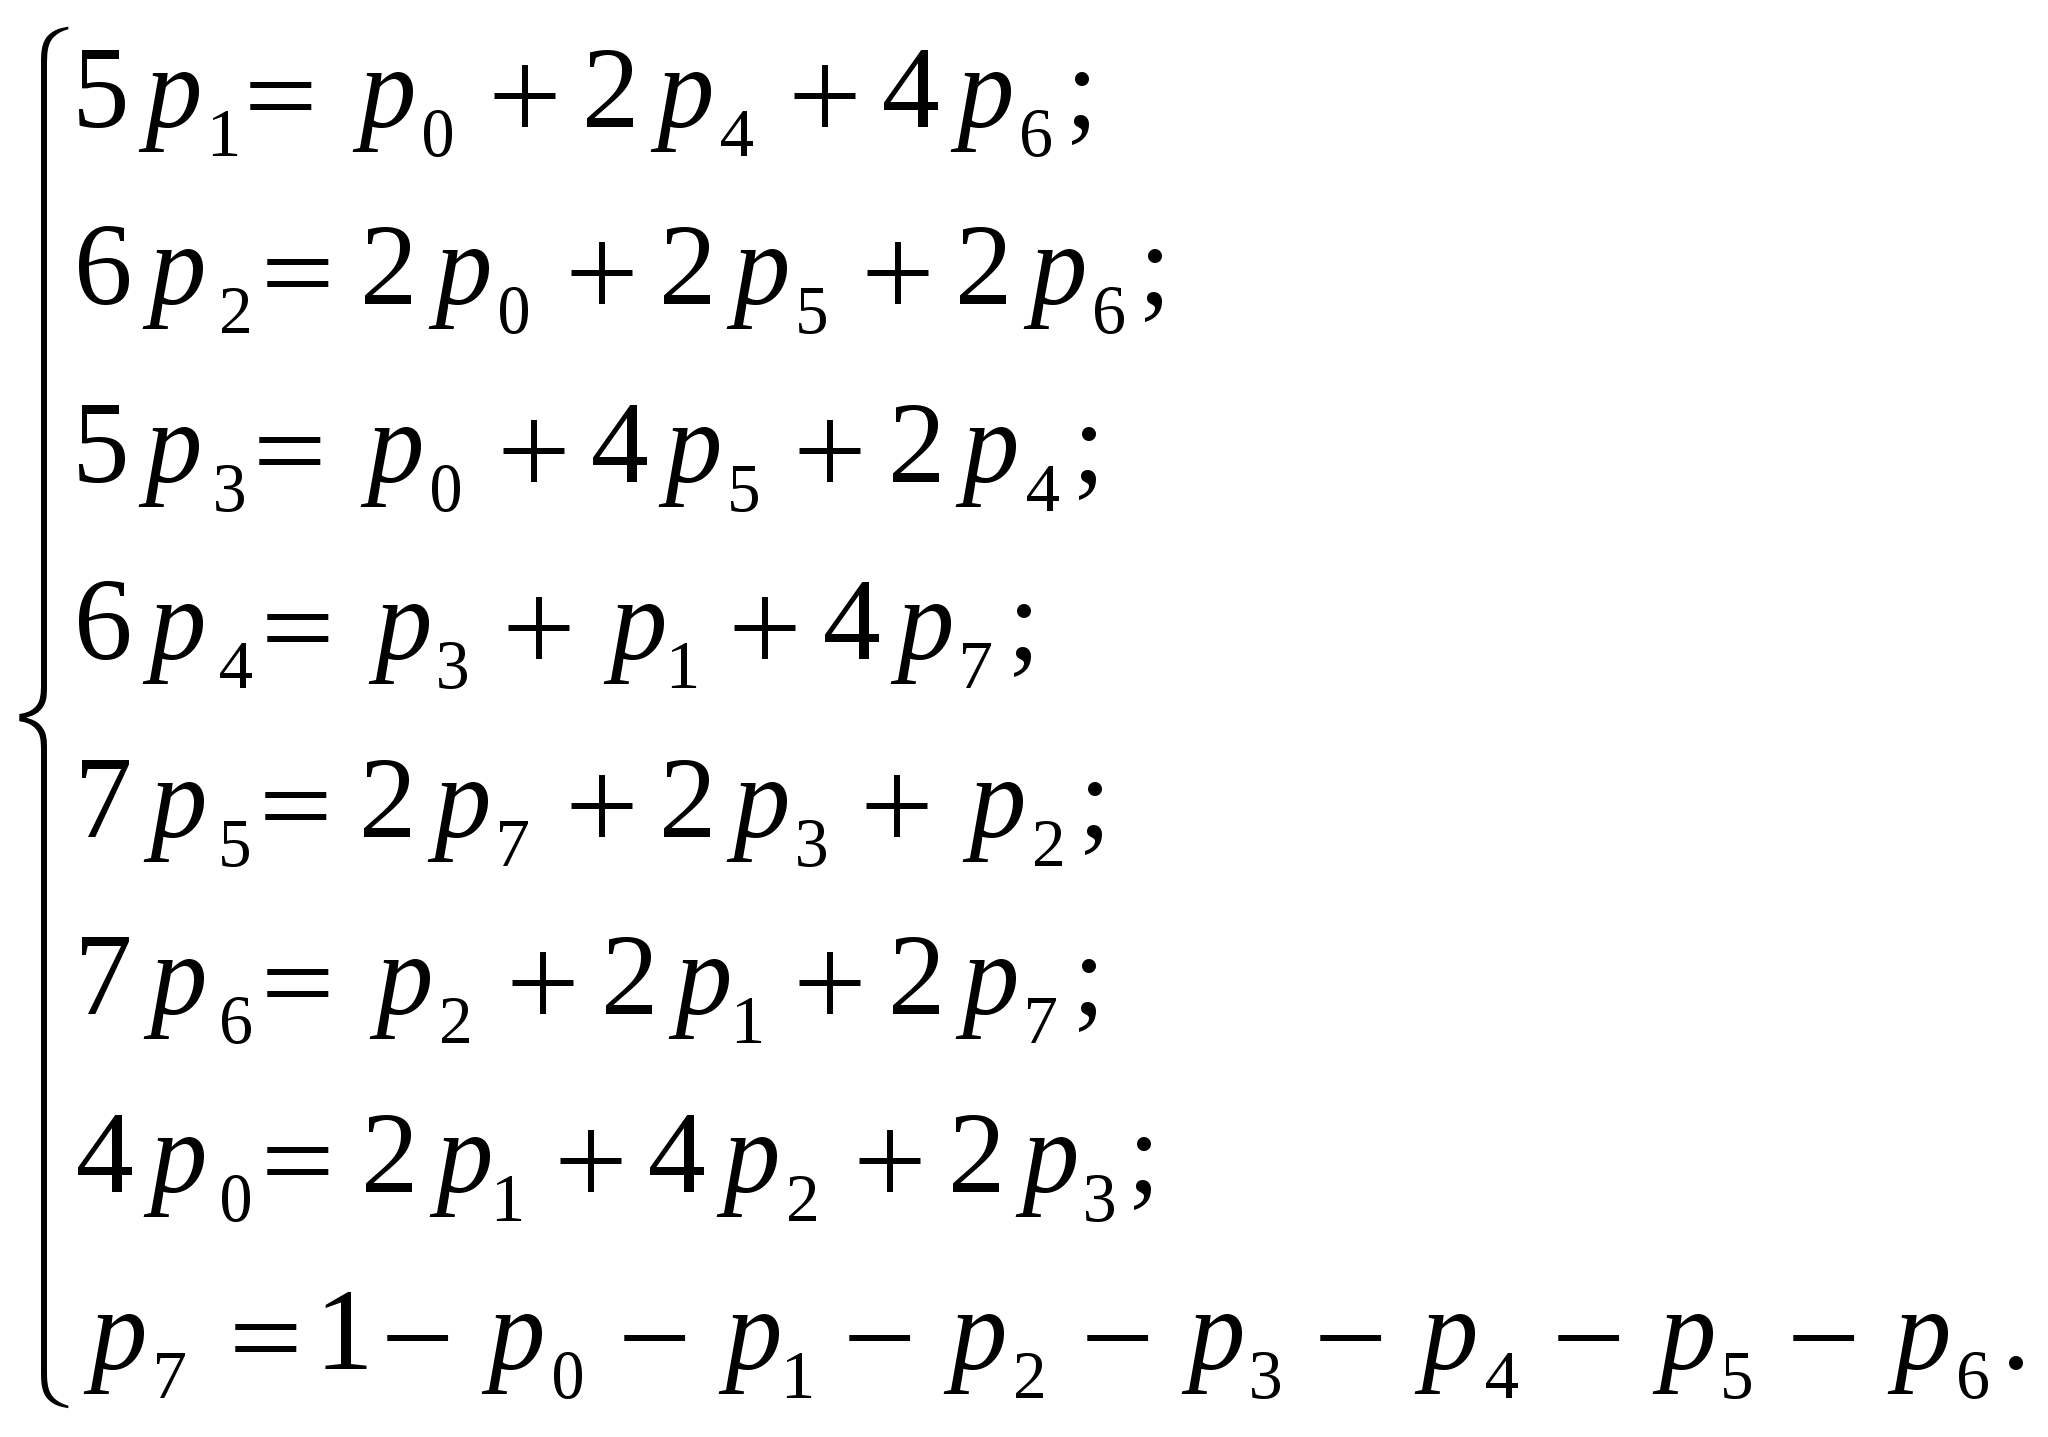 5p₁= p₀ + 2p₄ + 4p₆;
6p₂= 2p₀ + 2p₅ + 2p₆;
5p₃= p₀ + 4p₅ + 2p₄;
6p₄= p₃ + p₁ + 4p₇;
7p₅= 2p₇ + 2p₃ + p₂;
7p₆= p₂ + 2p₁ + 2p₇;
4p₀= 2p₁ + 4p₂ + 2p₃;
p₇ =1− p₀ − p₁ − p₂ − p₃ − p₄ − p₅ − p₆.